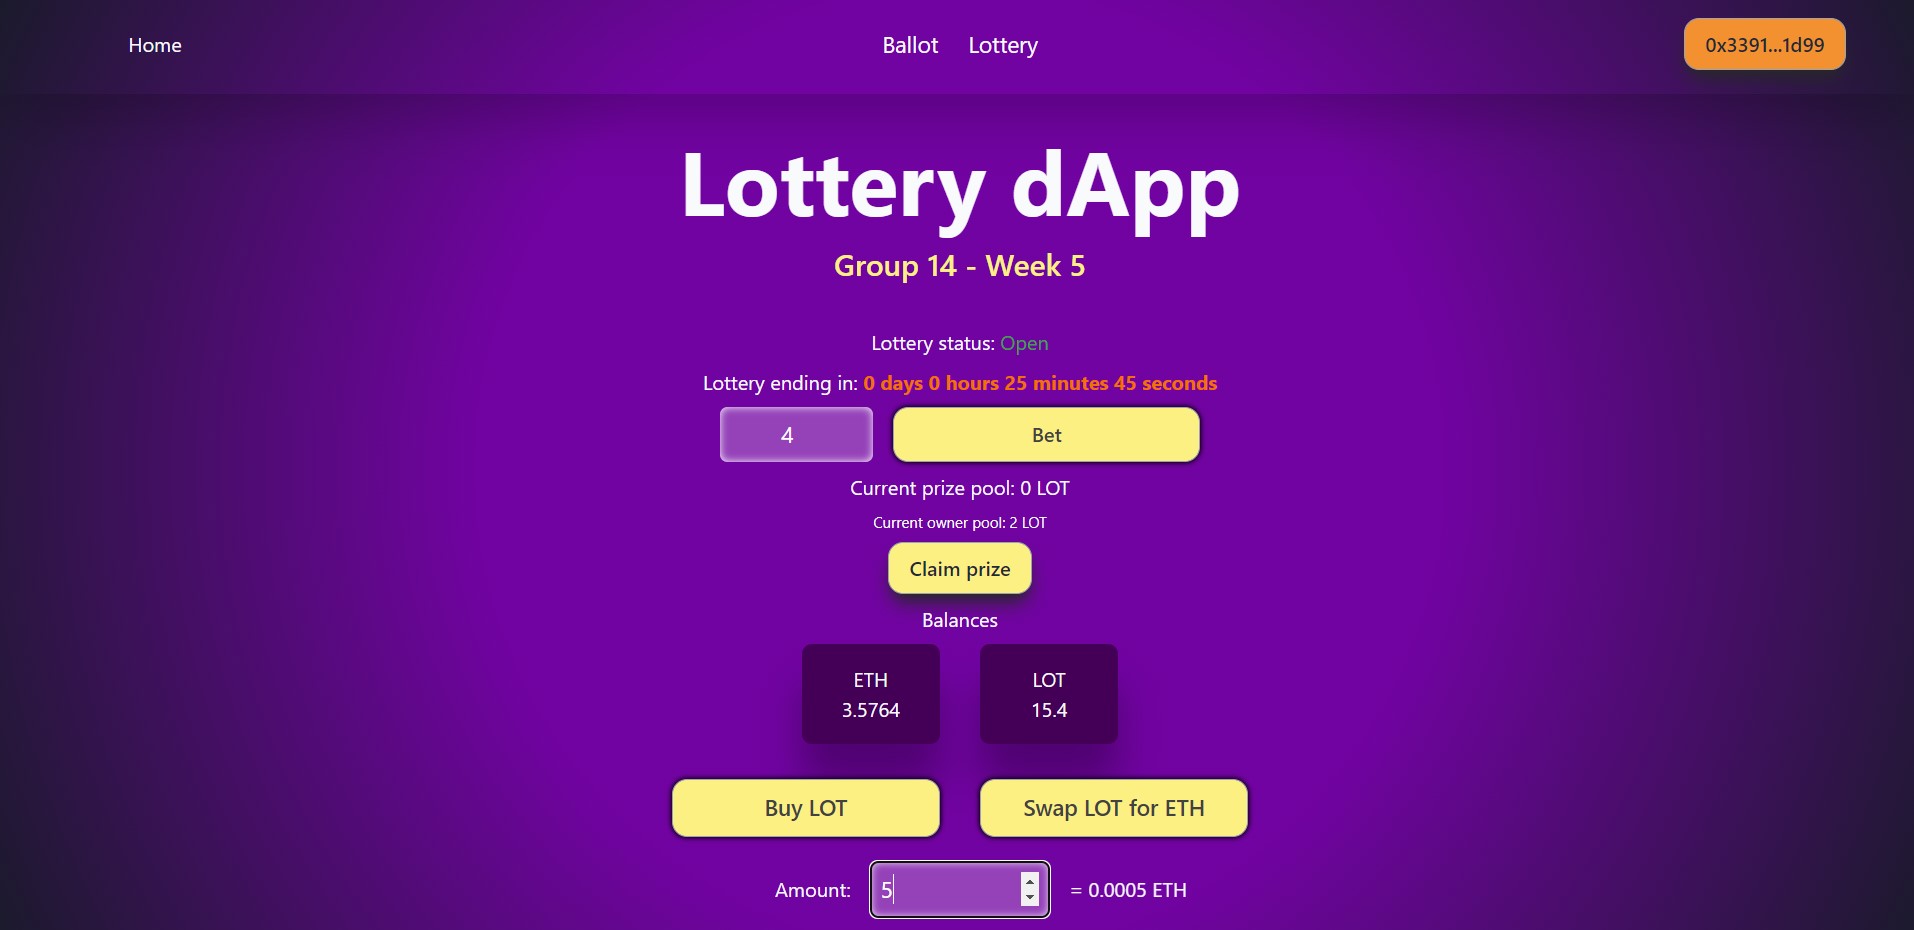 Home Ballot Lottery 0x3391...1d99
Lottery dApp
Group 14 - Week 5
Lottery status: Open
Lottery ending in: 0 days 0 hours 25 minutes 45 seconds
4 Bet
Current prize pool: 0 LOT
Current owner pool: 2 LOT
Claim prize
Balances
ETH LOT
3.5764 15.4
Buy LOT Swap LOT for ETH
Amount: 5 = 0.0005 ETH